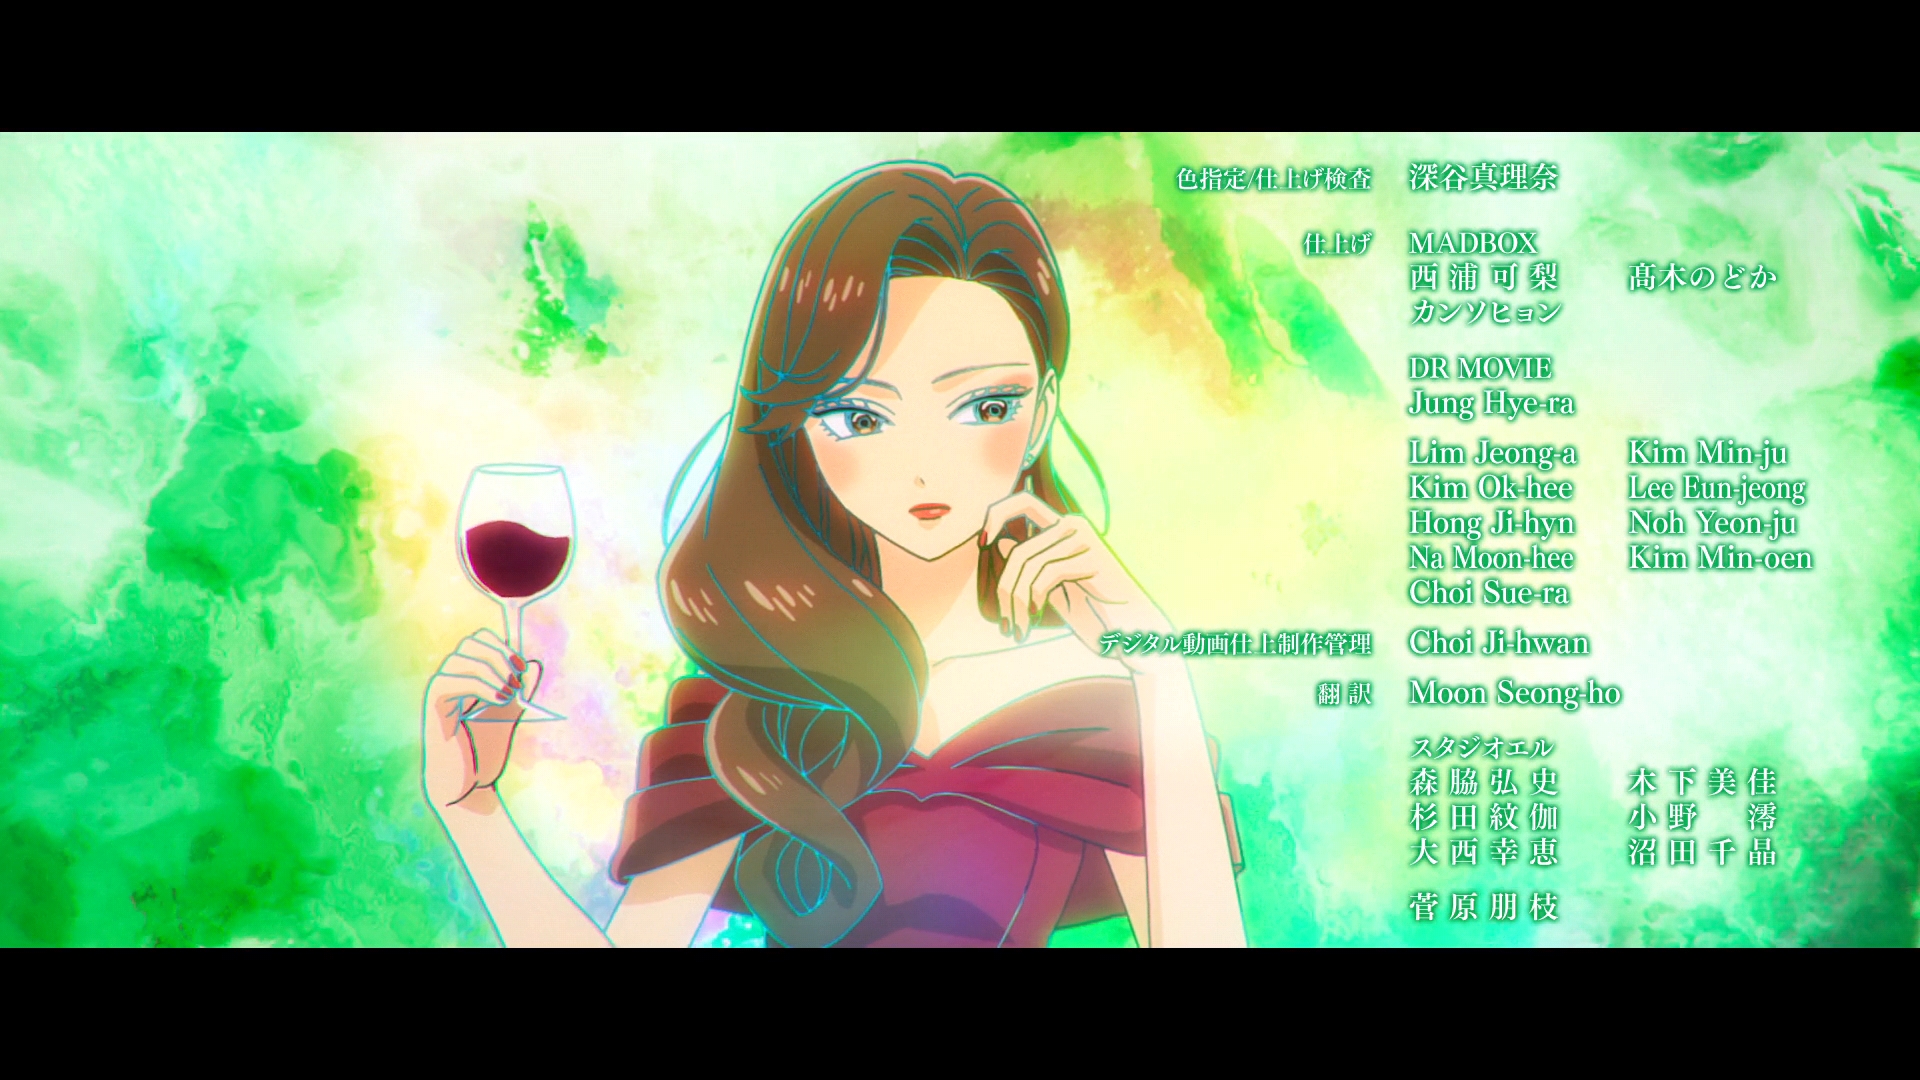 色指定/仕上げ検査 深谷真理奈
仕上げ MADBOX
西浦可梨 髙木のどか
カンソヒョン
DR MOVIE
Jung Hye-ra
Lim Jeong-a Kim Min-ju
Kim Ok-hee Lee Eun-jeong
Hong Ji-hyn Noh Yeon-ju
Na Moon-hee Kim Min-oen
Choi Sue-ra
デジタル動画仕上制作管理 Choi Ji-hwan
翻訳 Moon Seong-ho
スタジオエル
森脇弘史 木下美佳
杉田紋伽 小野 澪
大西幸恵 沼田千晶
菅原朋枝